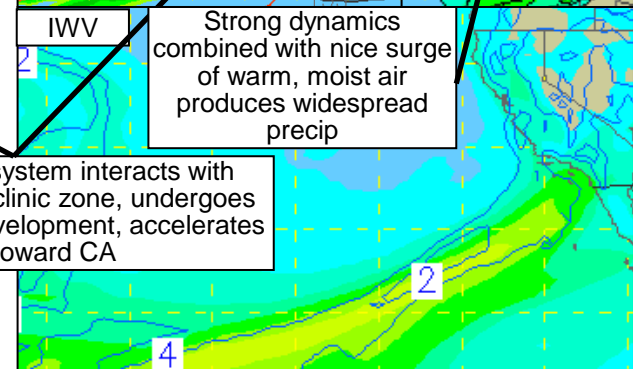 IWV
Strong dynamics
combined with nice surge
of warm, moist air
produces widespread
precip
2
system interacts with
clinic zone, undergoes
velopment, accelerates
oward CA
2
4